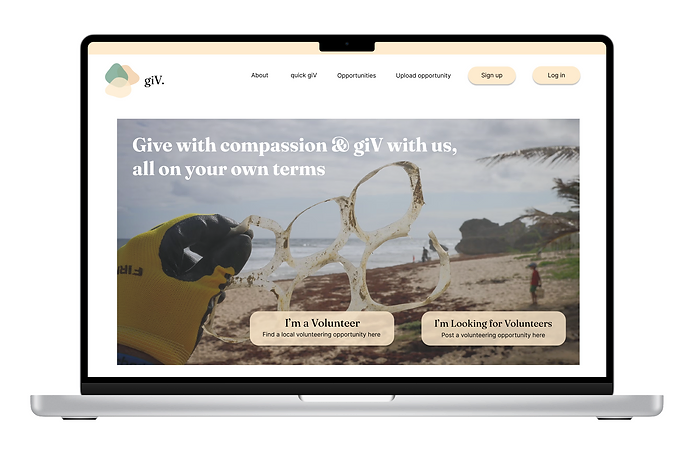 giV.
About
quick giV
Opportunities
Upload opportunity
Sign up
Log in
Give with compassion & giV with us,
all on your own terms
FIR
I'm a Volunteer
Find a local volunteering opportunity here
I'm Looking for Volunteers
Post a volunteering opportunity here